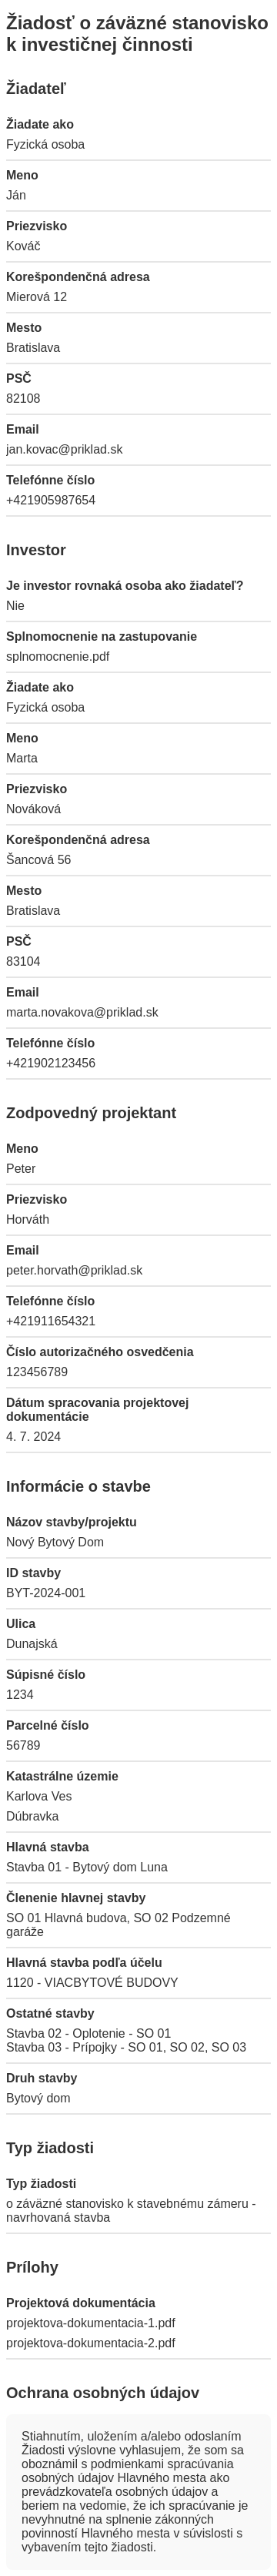 Žiadosť o záväzné stanovisko
k investičnej činnosti
Žiadateľ
Žiadate ako
Fyzická osoba
Meno
Ján
Priezvisko
Kováč
Korešpondenčná adresa
Mierová 12
Mesto
Bratislava
PSČ
82108
Email
jan.kovac@priklad.sk
Telefónne číslo
+421905987654
Investor
Je investor rovnaká osoba ako žiadateľ?
Nie
Splnomocnenie na zastupovanie
splnomocnenie.pdf
Žiadate ako
Fyzická osoba
Meno
Marta
Priezvisko
Nováková
Korešpondenčná adresa
Šancová 56
Mesto
Bratislava
PSČ
83104
Email
marta.novakova@priklad.sk
Telefónne číslo
+421902123456
Zodpovedný projektant
Meno
Peter
Priezvisko
Horváth
Email
peter.horvath@priklad.sk
Telefónne číslo
+421911654321
Číslo autorizačného osvedčenia
123456789
Dátum spracovania projektovej
dokumentácie
4. 7. 2024
Informácie o stavbe
Názov stavby/projektu
Nový Bytový Dom
ID stavby
BYT-2024-001
Ulica
Dunajská
Súpisné číslo
1234
Parcelné číslo
56789
Katastrálne územie
Karlova Ves
Dúbravka
Hlavná stavba
Stavba 01 - Bytový dom Luna
Členenie hlavnej stavby
SO 01 Hlavná budova, SO 02 Podzemné
garáže
Hlavná stavba podľa účelu
1120 - VIACBYTOVÉ BUDOVY
Ostatné stavby
Stavba 02 - Oplotenie - SO 01
Stavba 03 - Prípojky - SO 01, SO 02, SO 03
Druh stavby
Bytový dom
Typ žiadosti
Typ žiadosti
o záväzné stanovisko k stavebnému zámeru -
navrhovaná stavba
Prílohy
Projektová dokumentácia
projektova-dokumentacia-1.pdf
projektova-dokumentacia-2.pdf
Ochrana osobných údajov
Stiahnutím, uložením a/alebo odoslaním
Žiadosti výslovne vyhlasujem, že som sa
oboznámil s podmienkami spracúvania
osobných údajov Hlavného mesta ako
prevádzkovateľa osobných údajov a
beriem na vedomie, že ich spracúvanie je
nevyhnutné na splnenie zákonných
povinností Hlavného mesta v súvislosti s
vybavením tejto žiadosti.